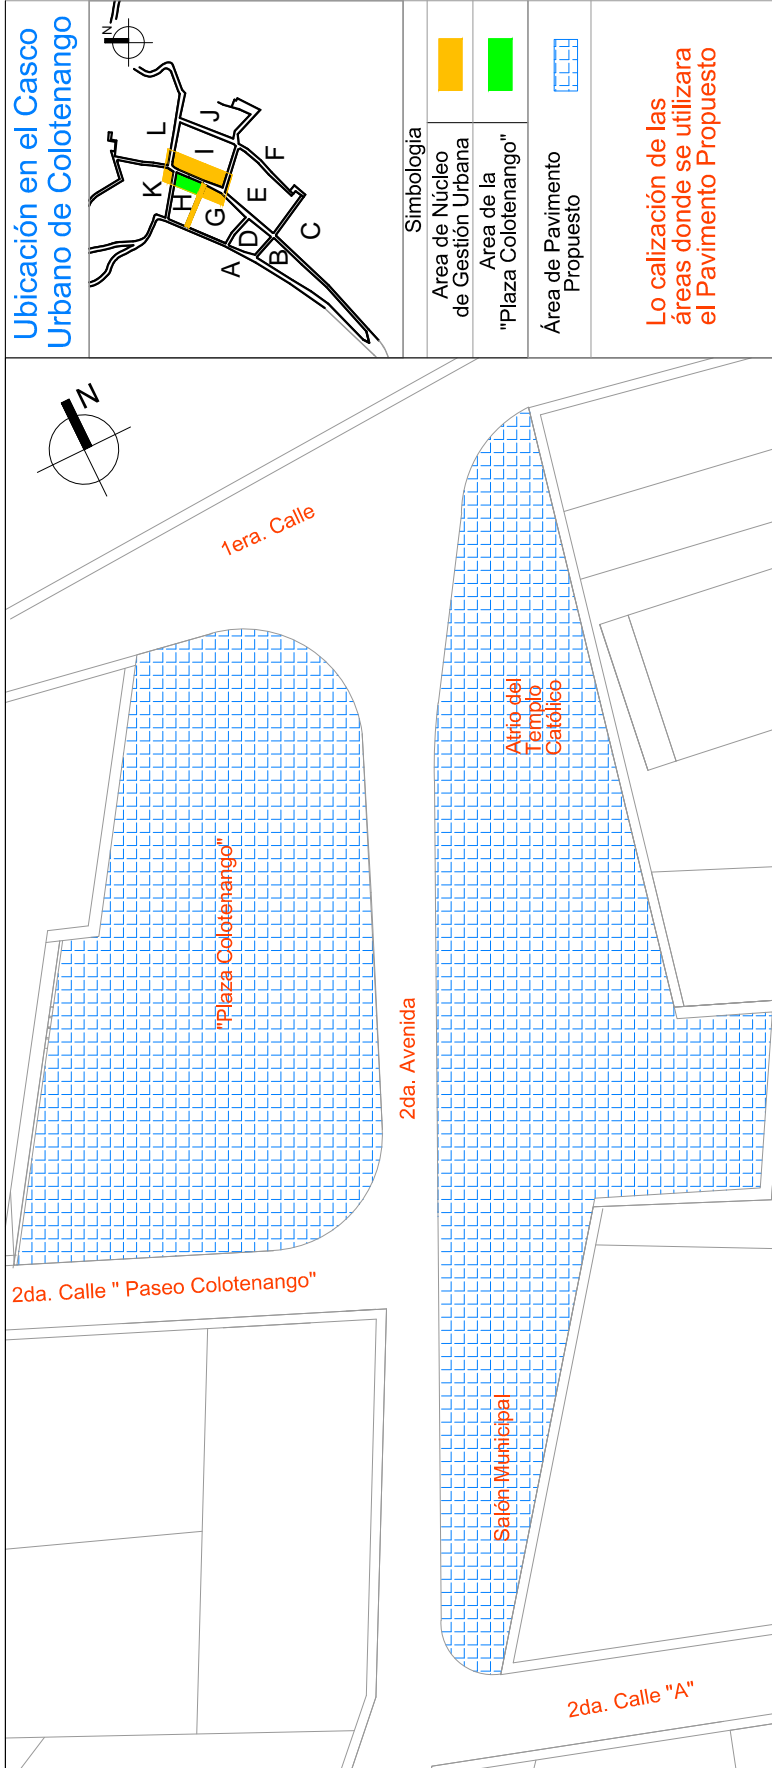 Ubicación en el Casco
Urbano de Colotenango
N
A
B
C
D
E
F
G
H
I
J
K
L
Simbologia
Area de Núcleo
de Gestión Urbana
Area de la
"Plaza Colotenango"
Área de Pavimento
Propuesto
Lo calización de las
áreas donde se utilizara
el Pavimento Propuesto
N
1era. Calle
"Plaza Colotenango"
Atrio del
Templo
Católico
2da. Avenida
2da. Calle " Paseo Colotenango"
Salón Municipal
2da. Calle "A"